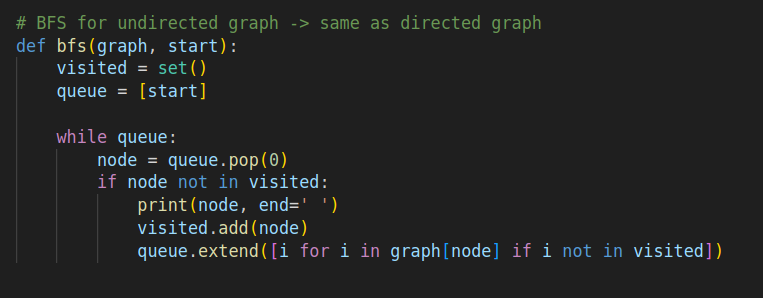 # BFS for undirected graph -> same as directed graph
def bfs(graph, start):
    visited = set()
    queue = [start]

    while queue:
        node = queue.pop(0)
        if node not in visited:
            print(node, end=' ')
            visited.add(node)
            queue.extend([i for i in graph[node] if i not in visited])